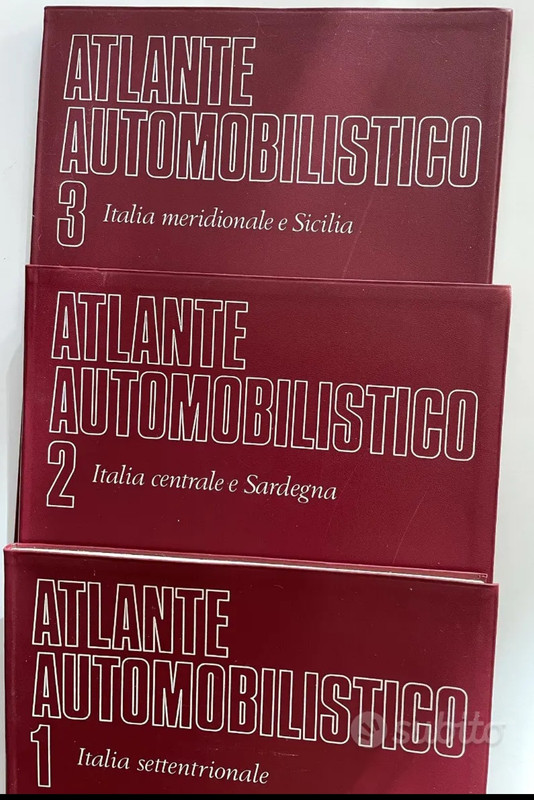 ATLANTE
AUTOMOBILISTICO
3 Italia meridionale e Sicilia
ATLANTE
AUTOMOBILISTICO
2 Italia centrale e Sardegna
ATLANTE
AUTOMOBILISTICO
1 Italia settentrionale
subito